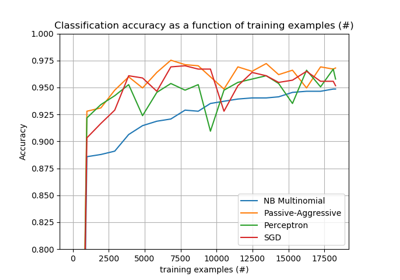 Classification accuracy as a function of training examples (#)
1.000
0.975
0.950
0.925
0.900
0.875
0.850
0.825
0.800
Accuracy
NB Multinomial
Passive-Aggressive
Perceptron
SGD
0 2500 5000 7500 10000 12500 15000 17500
training examples (#)